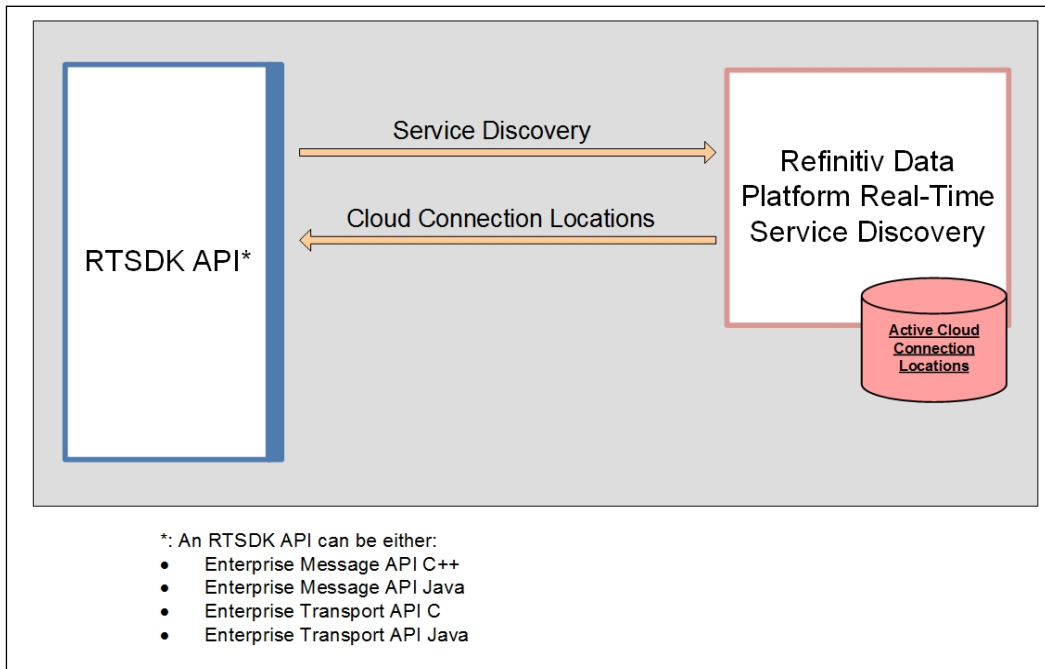 Service Discovery
Cloud Connection Locations
RTSDK API*
Refinitiv Data
Platform Real-Time
Service Discovery
Active Cloud
Connection
Locations
*: An RTSDK API can be either:
● Enterprise Message API C++
● Enterprise Message API Java
● Enterprise Transport API C
● Enterprise Transport API Java